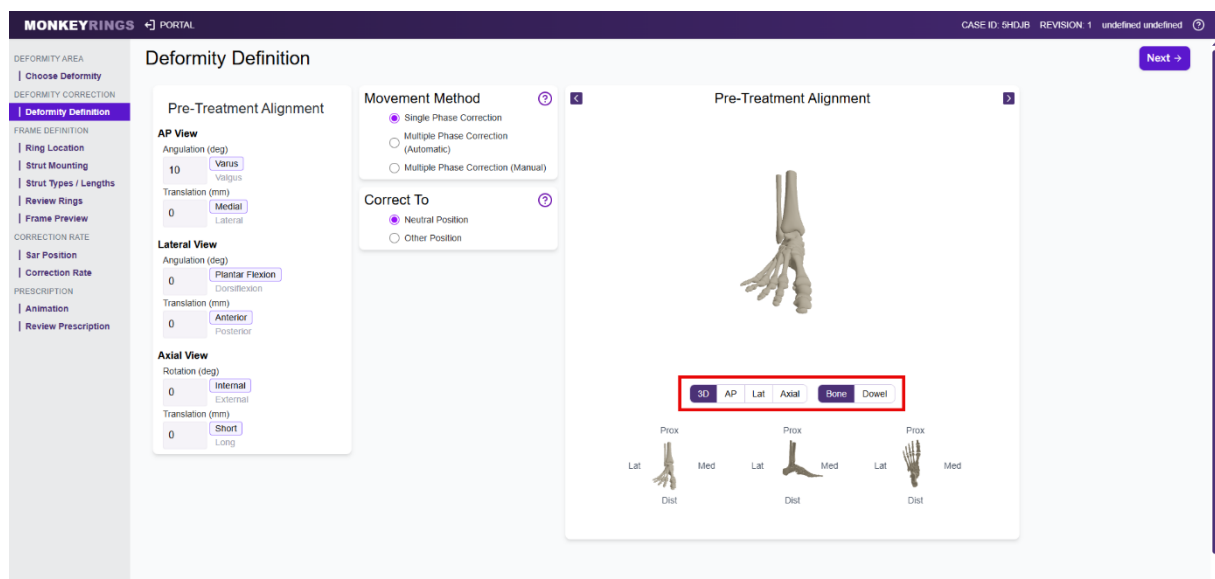 MONKEYRINGS PORTAL CASE ID: 5HDJB REVISION: 1 undefined undefined ?
DEFORMITY AREA
Choose Deformity
DEFORMITY CORRECTION
Deformity Definition
FRAME DEFINITION
Ring Location
Strut Mounting
Strut Types / Lengths
Review Rings
Frame Preview
CORRECTION RATE
Sar Position
Correction Rate
PRESCRIPTION
Animation
Review Prescription
Deformity Definition
Next →
Pre-Treatment Alignment
AP View
Angulation (deg)
10 Varus
Valgus
Translation (mm)
0 Medial
Lateral
Lateral View
Angulation (deg)
0 Plantar Flexion
Dorsiflexion
Translation (mm)
0 Anterior
Posterior
Axial View
Rotation (deg)
0 Internal
External
Translation (mm)
0 Short
Long
Movement Method ?
Single Phase Correction
Multiple Phase Correction
(Automatic)
Multiple Phase Correction (Manual)
Correct To ?
Neutral Position
Other Position
< Pre-Treatment Alignment >
3D AP Lat Axial Bone Dowel
Prox Prox Prox
Lat Med Lat Med Lat Med
Dist Dist Dist